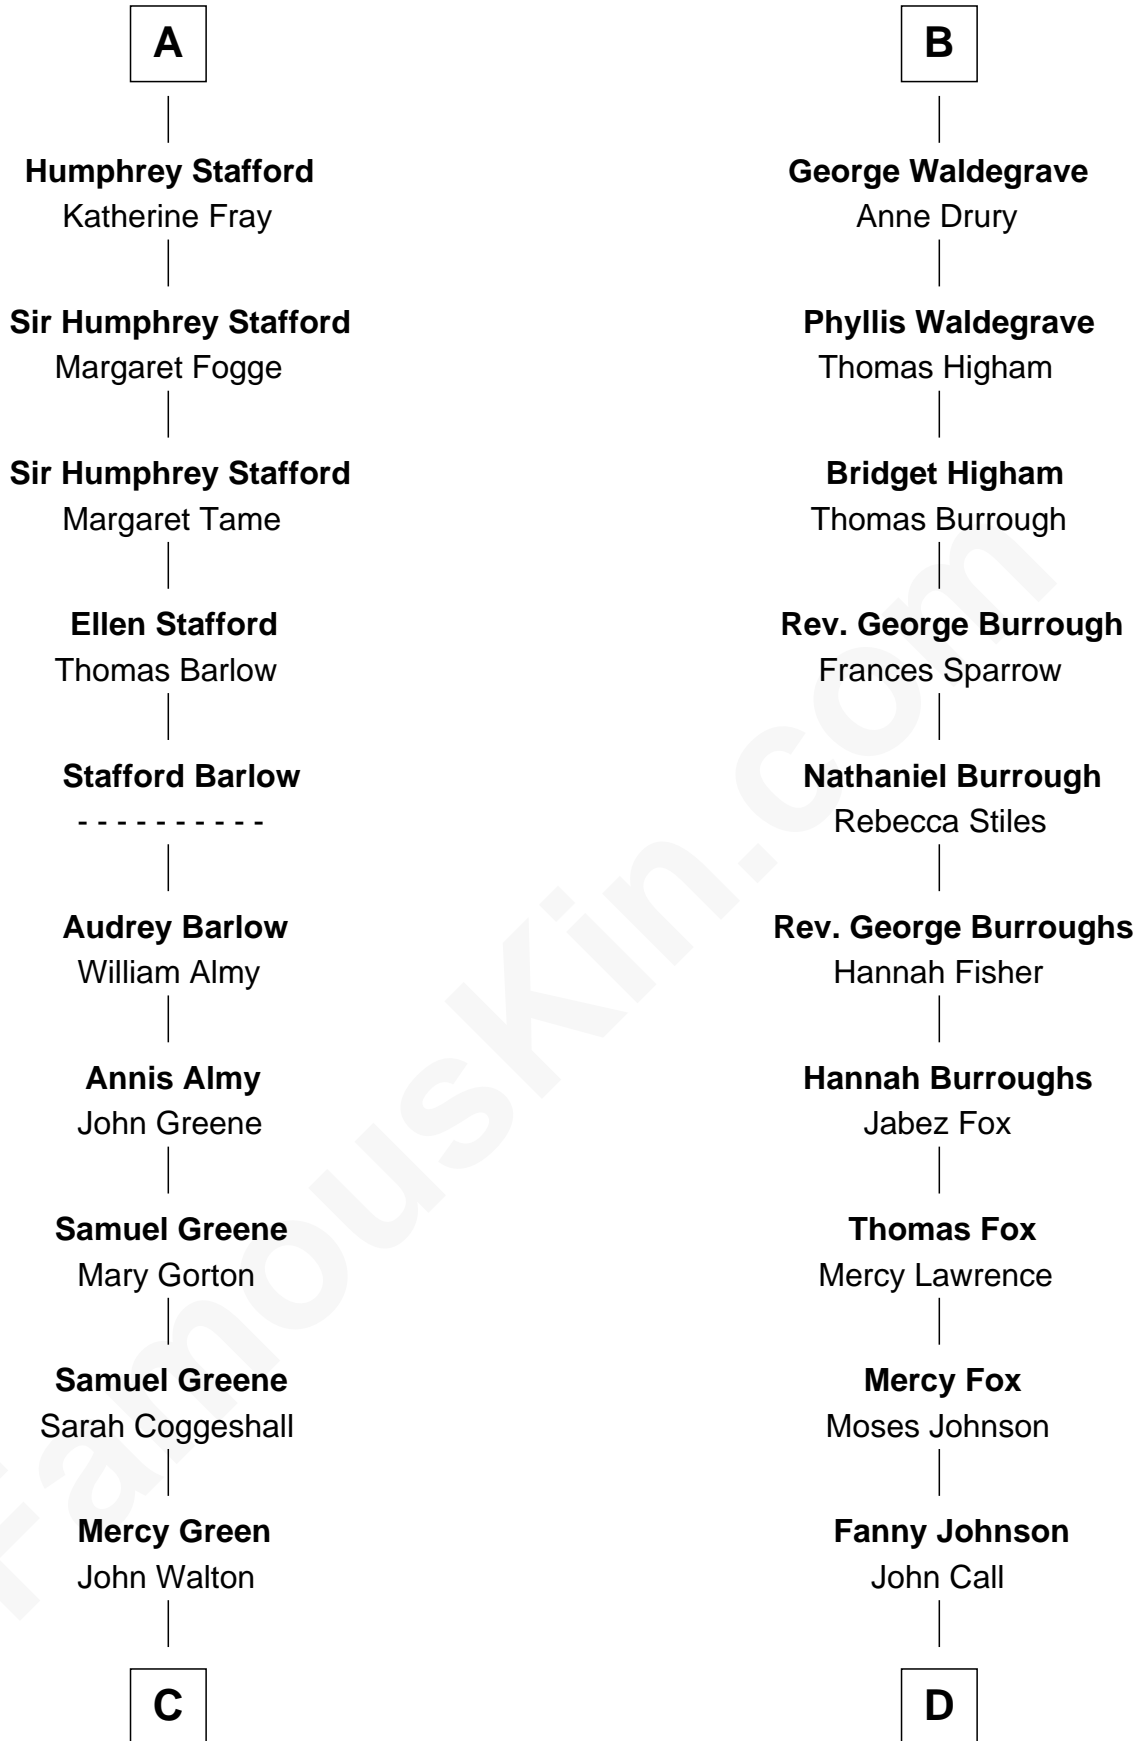 A
Humphrey Stafford
Katherine Fray
Sir Humphrey Stafford
Margaret Fogge
Sir Humphrey Stafford
Margaret Tame
Ellen Stafford
Thomas Barlow
Stafford Barlow
- - - - - - - - - -
Audrey Barlow
William Almy
Annis Almy
John Greene
Samuel Greene
Mary Gorton
Samuel Greene
Sarah Coggeshall
Mercy Green
John Walton
C
B
George Waldegrave
Anne Drury
Phyllis Waldegrave
Thomas Higham
Bridget Higham
Thomas Burrough
Rev. George Burrough
Frances Sparrow
Nathaniel Burrough
Rebecca Stiles
Rev. George Burroughs
Hannah Fisher
Hannah Burroughs
Jabez Fox
Thomas Fox
Mercy Lawrence
Mercy Fox
Moses Johnson
Fanny Johnson
John Call
D
FamousKin.com